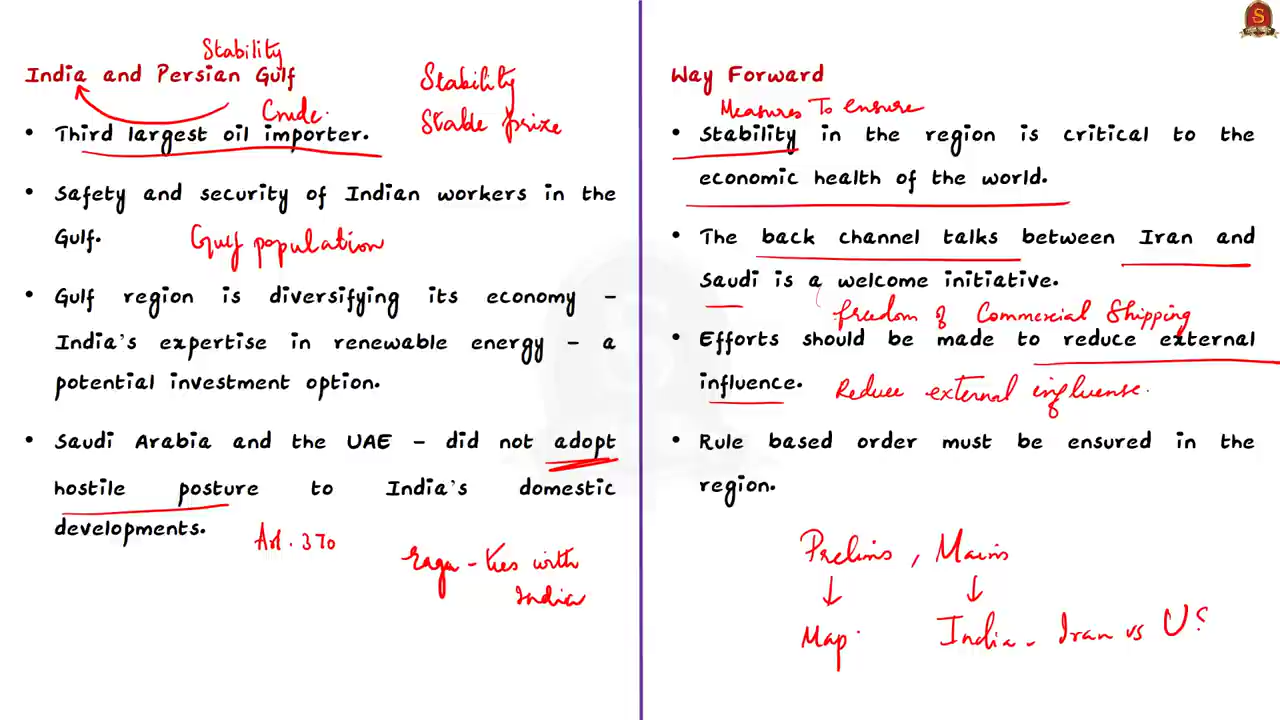 Stability
India and Persian Gulf
Crude.
Stability
Stable prize
• Third largest oil importer.
• Safety and security of Indian workers in the
Gulf.
Gulf population
• Gulf region is diversifying its economy –
India's expertise in renewable energy – a
potential investment option.
• Saudi Arabia and the UAE – did not adopt
hostile posture to India's domestic
developments.
Art. 370
– ties with
India
Way Forward
Measures To ensure
• Stability in the region is critical to the
economic health of the world.
• The back channel talks between Iran and
Saudi is a welcome initiative.
freedom of Commercial Shipping
• Efforts should be made to reduce external
influence.
Reduce external influense.
• Rule based order must be ensured in the
region.
Prelims, Mains
Map.
India – Iran vs US
S